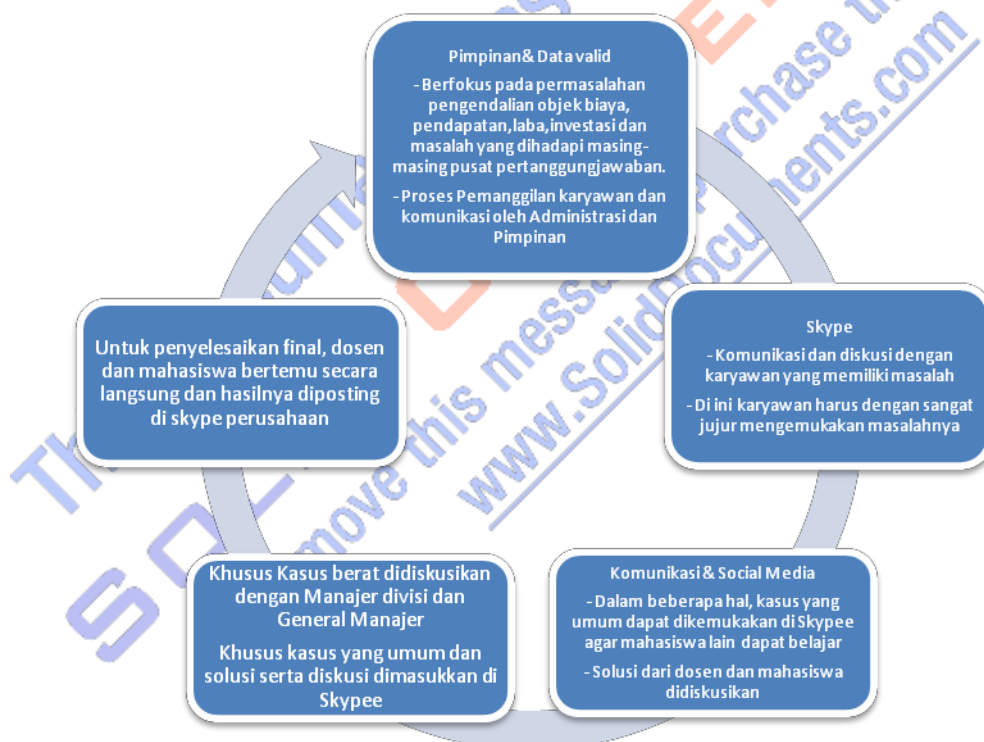 Pimpinan& Data valid
- Berfokus pada permasalahan
pengendalian objek biaya,
pendapatan,laba,investasi dan
masalah yang dihadapi masing-
masing pusat pertanggungjawaban.
- Proses Pemanggilan karyawan dan
komunikasi oleh Administrasi dan
Pimpinan
Skype
- Komunikasi dan diskusi dengan
karyawan yang memiliki masalah
- Di ini karyawan harus dengan sangat
jujur mengemukakan masalahnya
Komunikasi & Social Media
- Dalam beberapa hal, kasus yang
umum dapat dikemukakan di Skypee
agar mahasiswa lain dapat belajar
- Solusi dari dosen dan mahasiswa
didiskusikan
Khusus Kasus berat didiskusikan
dengan Manajer divisi dan
General Manajer
Khusus kasus yang umum dan
solusi serta diskusi dimasukkan di
Skypee
Untuk penyelesaikan final, dosen
dan mahasiswa bertemu secara
langsung dan hasilnya diposting
di skype perusahaan
move this message
www.Solid
uments.com